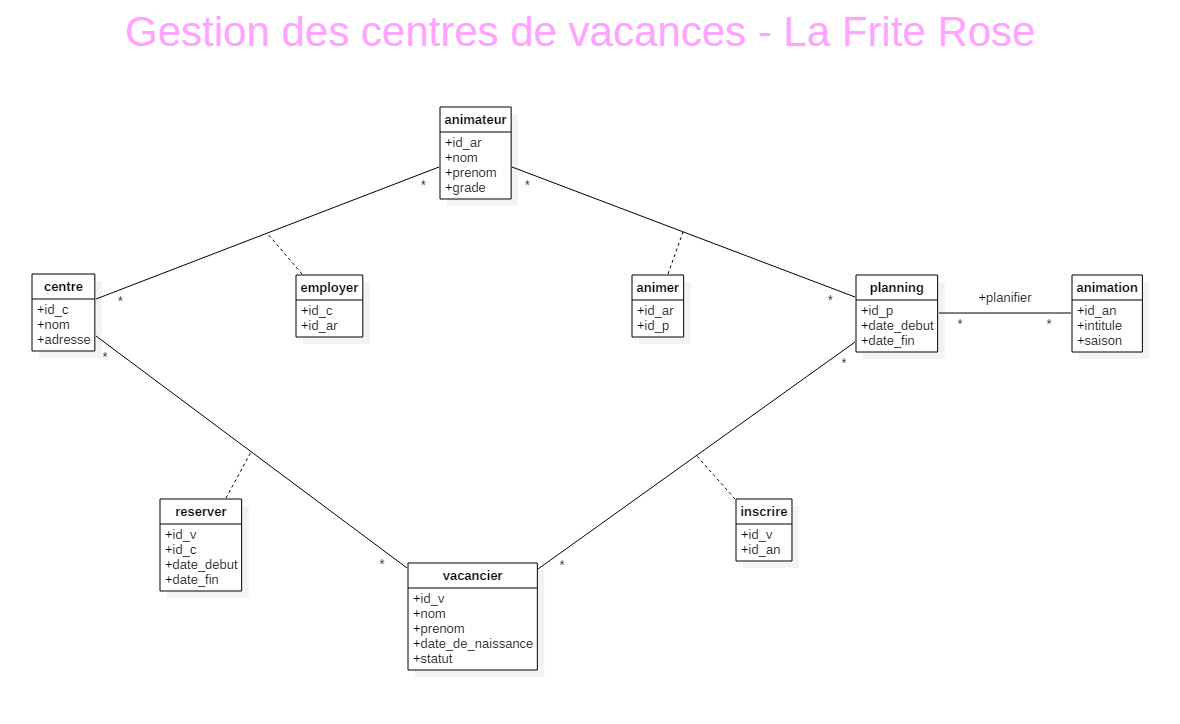 Gestion des centres de vacances - La Frite Rose
animateur
+id_ar
+nom
+prenom
+grade
*
*
centre
+id_c
+nom
+adresse
*
*
employer
+id_c
+id_ar
animer
+id_ar
+id_p
planning
+id_p
+date_debut
+date_fin
*
*
+planifier
*
*
animation
+id_an
+intitule
+saison
reserver
+id_v
+id_c
+date_debut
+date_fin
inscrire
+id_v
+id_an
*
*
vacancier
+id_v
+nom
+prenom
+date_de_naissance
+statut